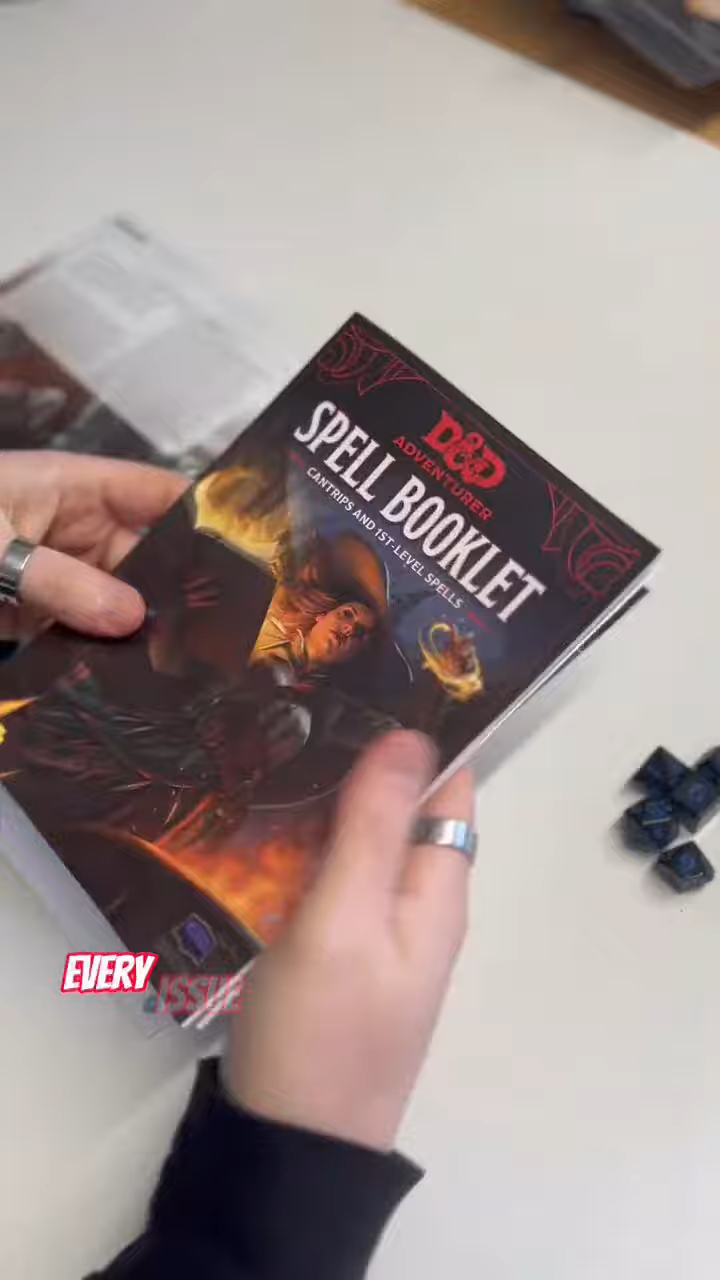 D&D
ADVENTURER
SPELL BOOKLET
CANTRIPS AND 1ST-LEVEL SPELLS
EVERY
ISSUE